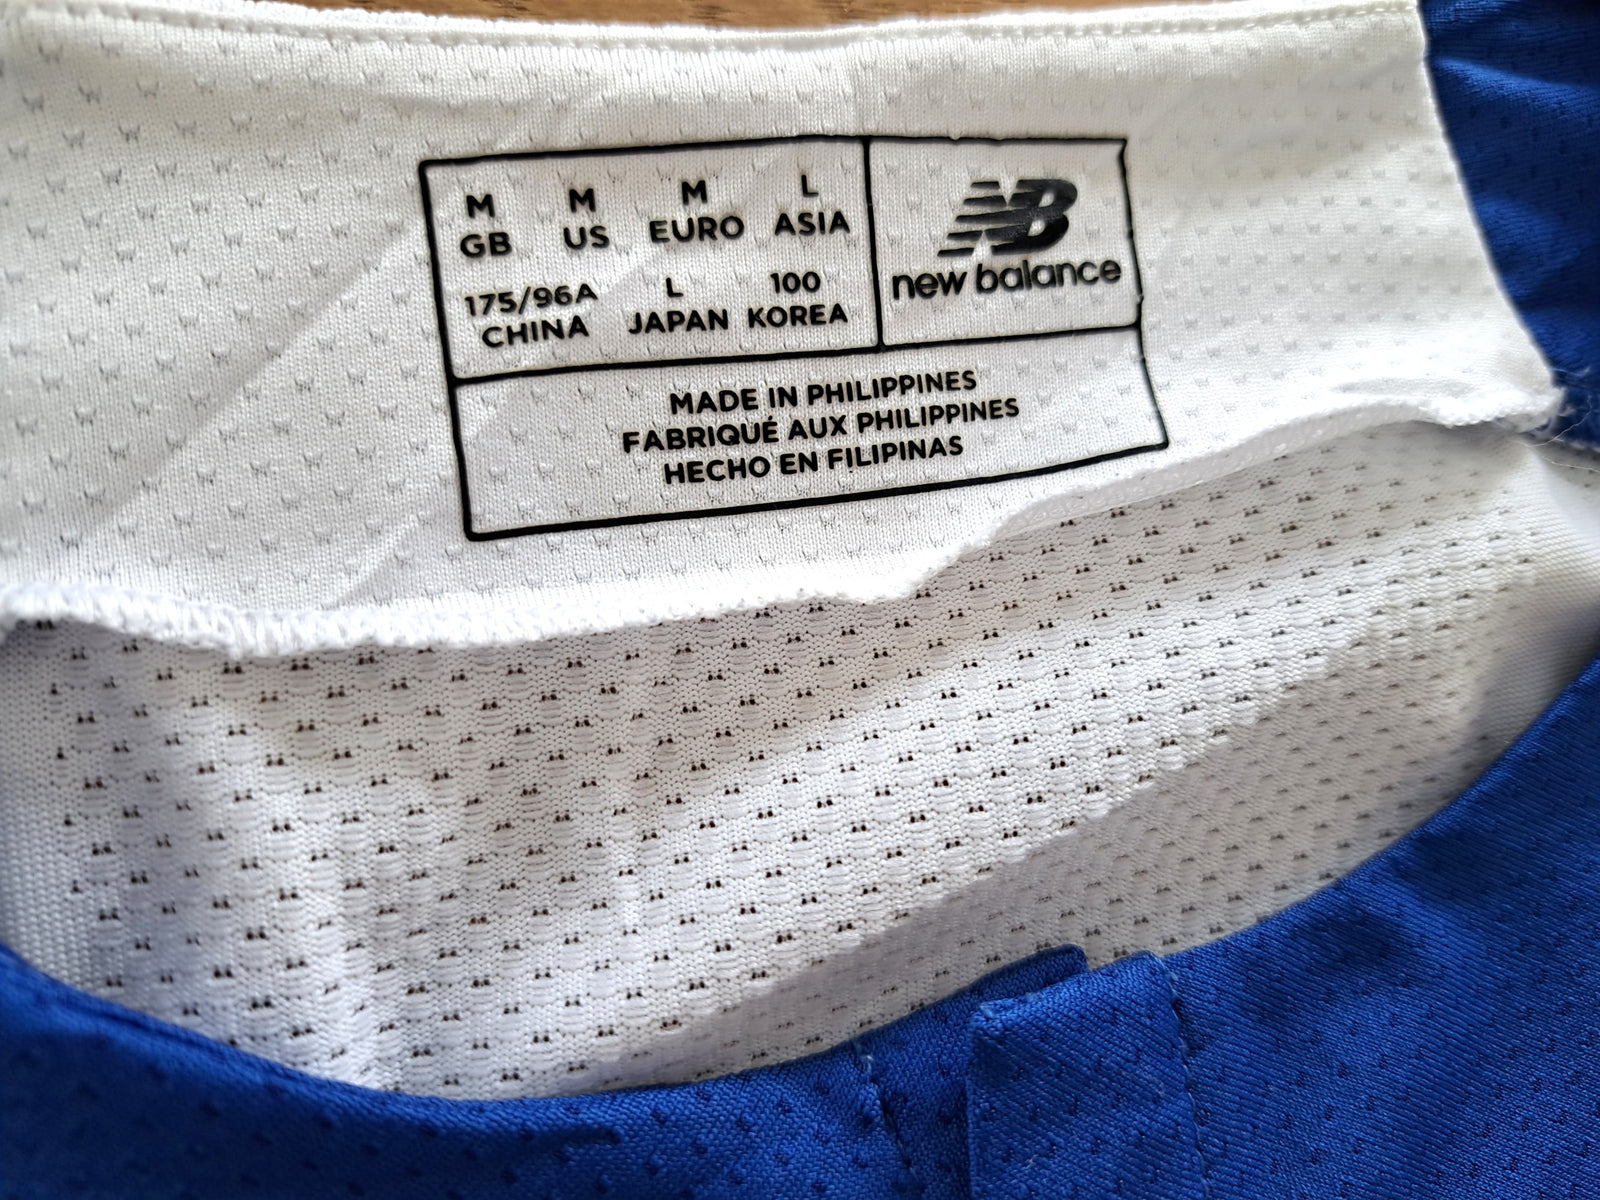 M M M L
GB US EURO ASIA
175/96A L 100
CHINA JAPAN KOREA
NB
new balance
MADE IN PHILIPPINES
FABRIQUÉ AUX PHILIPPINES
HECHO EN FILIPINAS